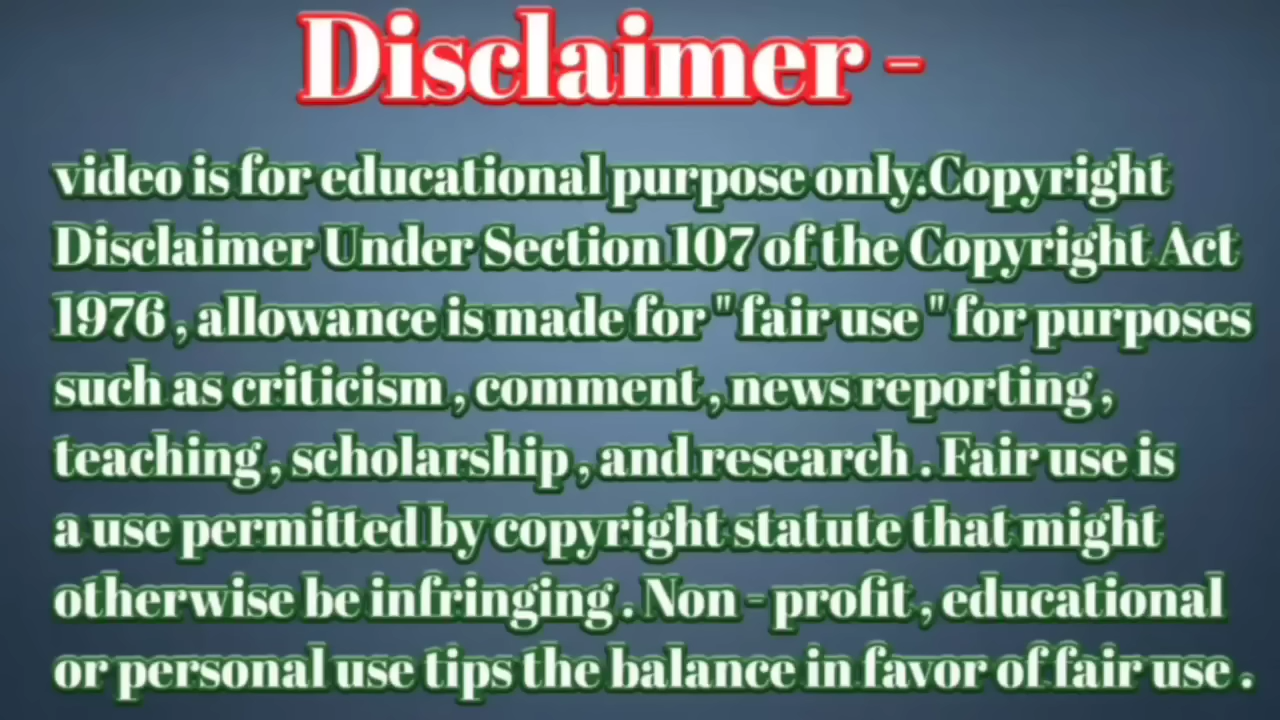 Disclaimer -
video is for educational purpose only.Copyright
Disclaimer Under Section 107 of the Copyright Act
1976 , allowance is made for " fair use " for purposes
such as criticism , comment , news reporting ,
teaching , scholarship , and research . Fair use is
a use permitted by copyright statute that might
otherwise be infringing . Non - profit , educational
or personal use tips the balance in favor of fair use .